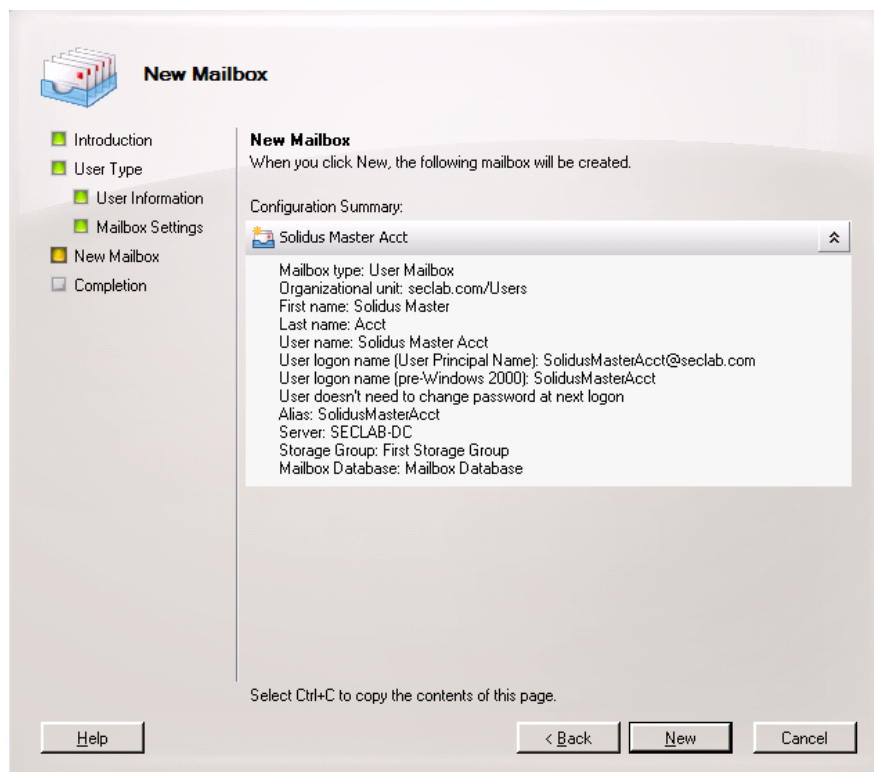 New Mailbox
Introduction
User Type
User Information
Mailbox Settings
New Mailbox
Completion
New Mailbox
When you click New, the following mailbox will be created.
Configuration Summary:
Solidus Master Acct
Mailbox type: User Mailbox
Organizational unit: seclab.com/Users
First name: Solidus Master
Last name: Acct
User name: Solidus Master Acct
User logon name (User Principal Name): SolidusMasterAcct@seclab.com
User logon name (pre-Windows 2000): SolidusMasterAcct
User doesn't need to change password at next logon
Alias: SolidusMasterAcct
Server: SECLAB-DC
Storage Group: First Storage Group
Mailbox Database: Mailbox Database
Select Ctrl+C to copy the contents of this page.
Help
< Back
New
Cancel